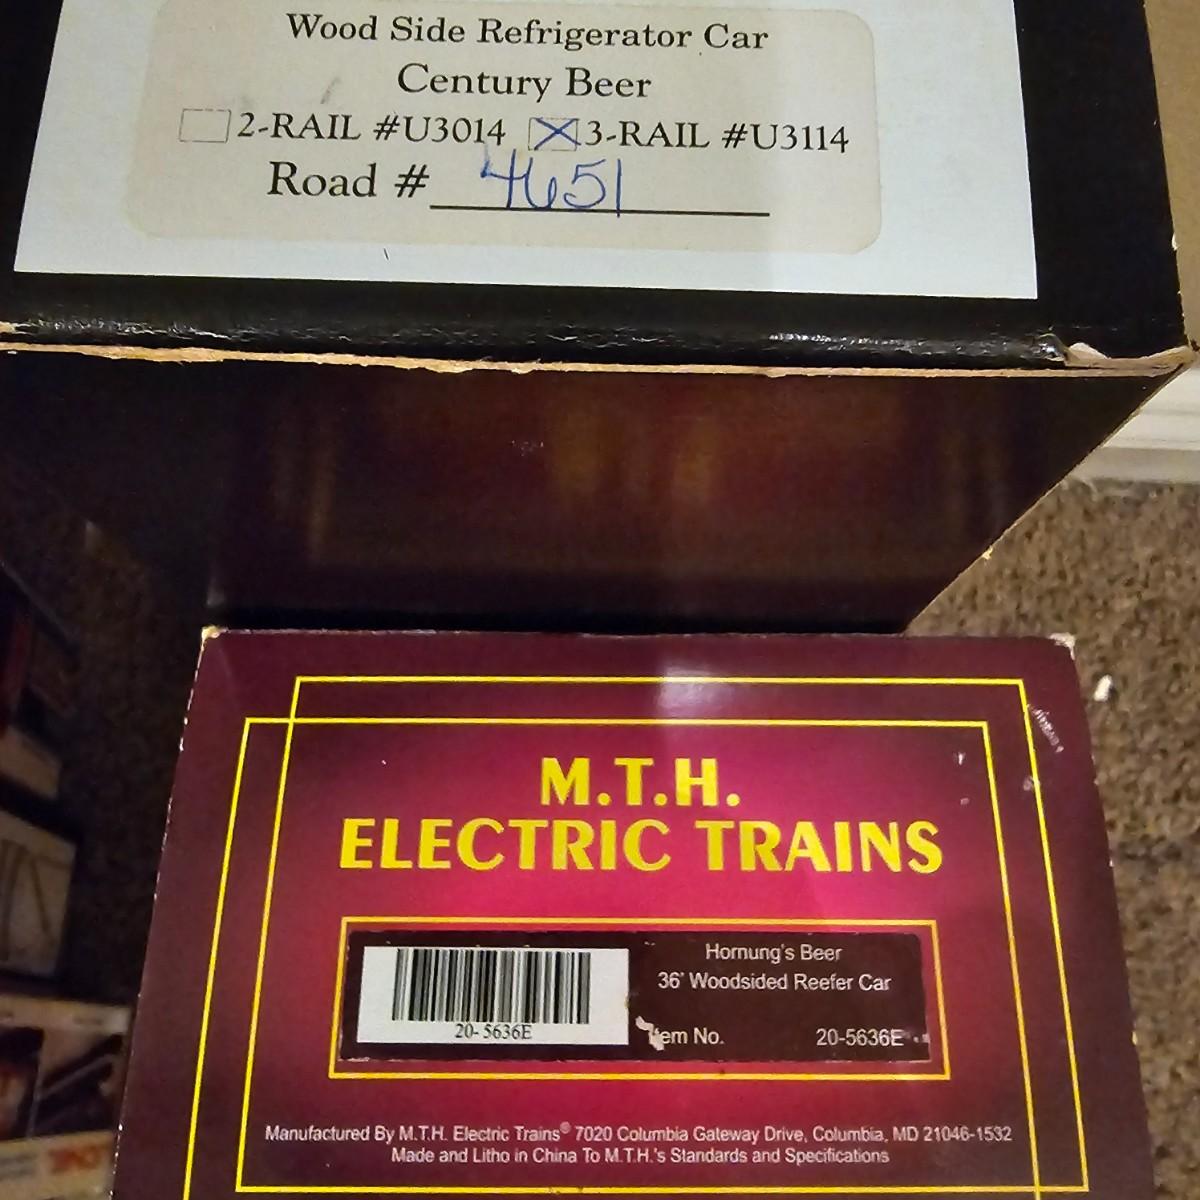 Wood Side Refrigerator Car
Century Beer
2-RAIL #U3014 3-RAIL #U3114
Road # 4651
M.T.H.
ELECTRIC TRAINS
Hornung's Beer
36' Woodsided Reefer Car
20-5636E
Item No. 20-5636E
Manufactured By M.T.H. Electric Trains® 7020 Columbia Gateway Drive, Columbia, MD 21046-1532
Made and Litho in China To M.T.H.'s Standards and Specifications